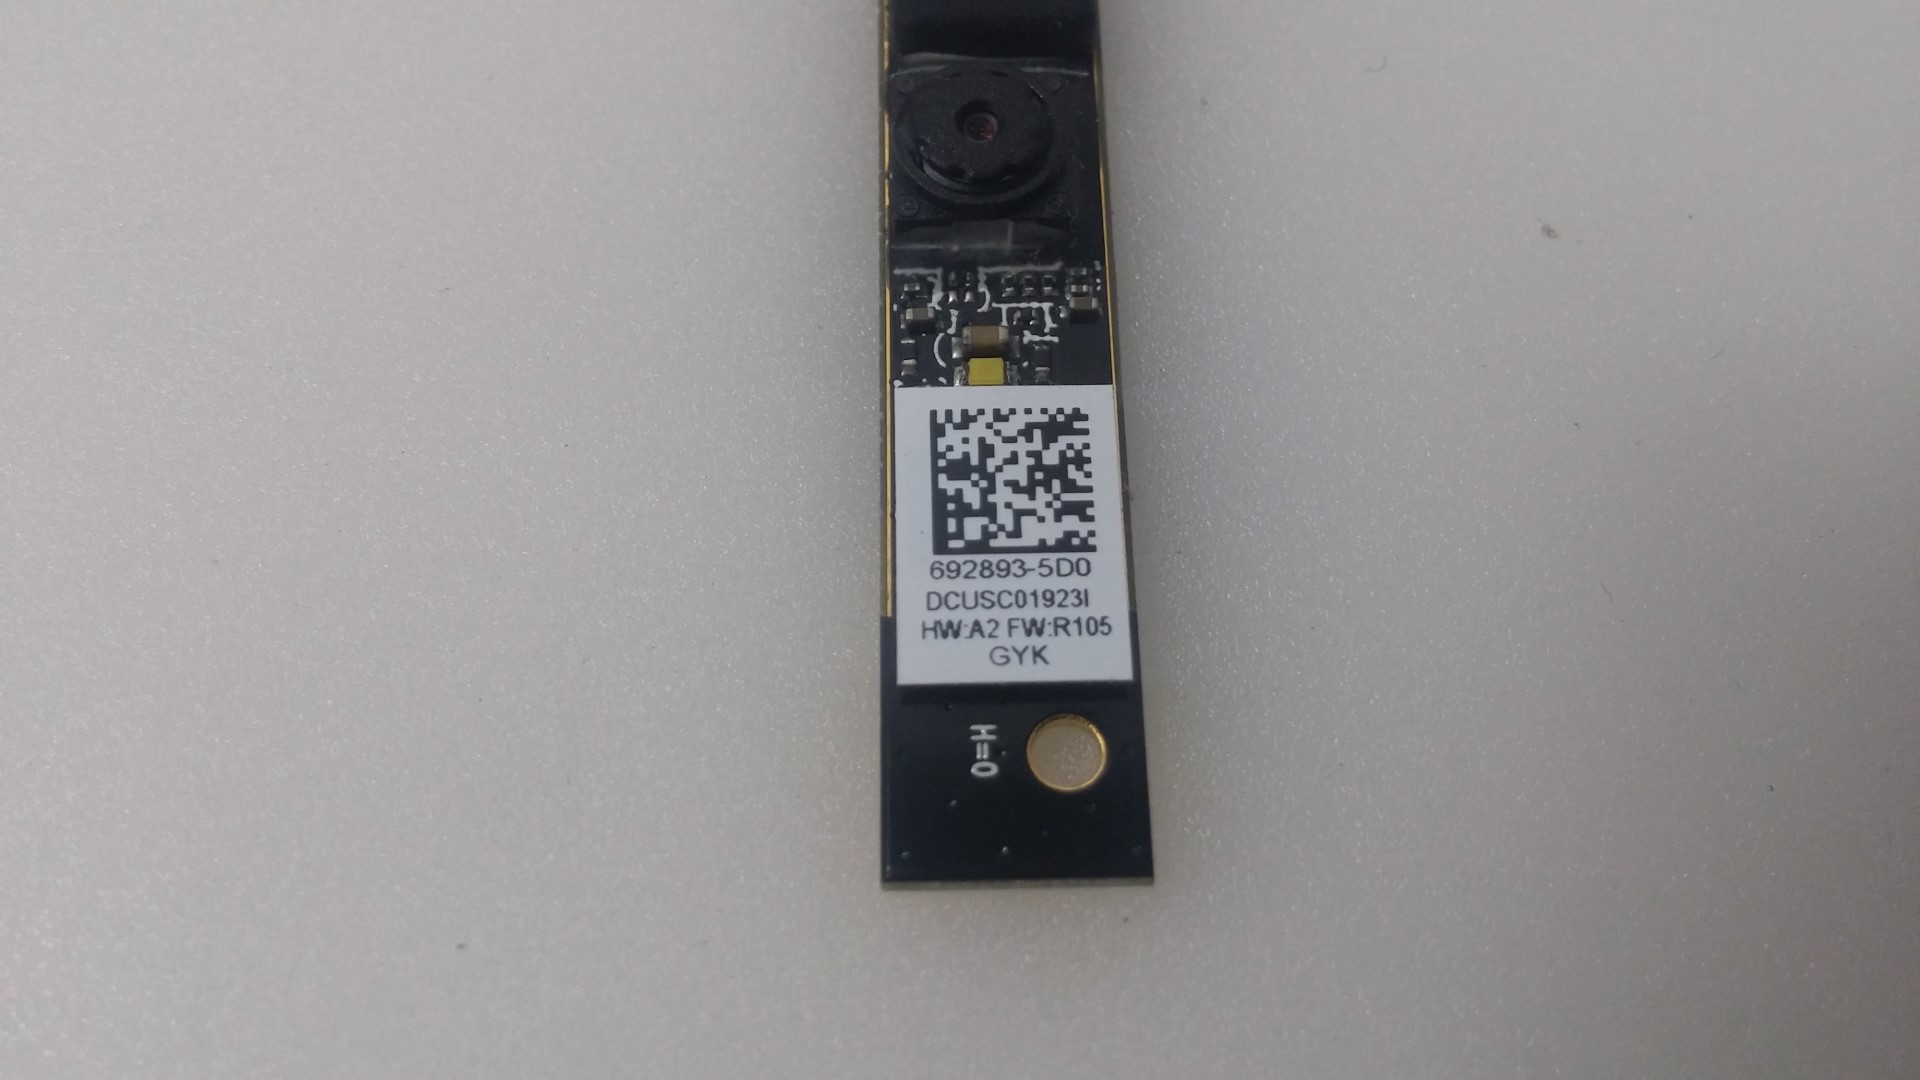 692893-5D0
DCUSC01923I
HW:A2 FW:R105
GYK
H=0